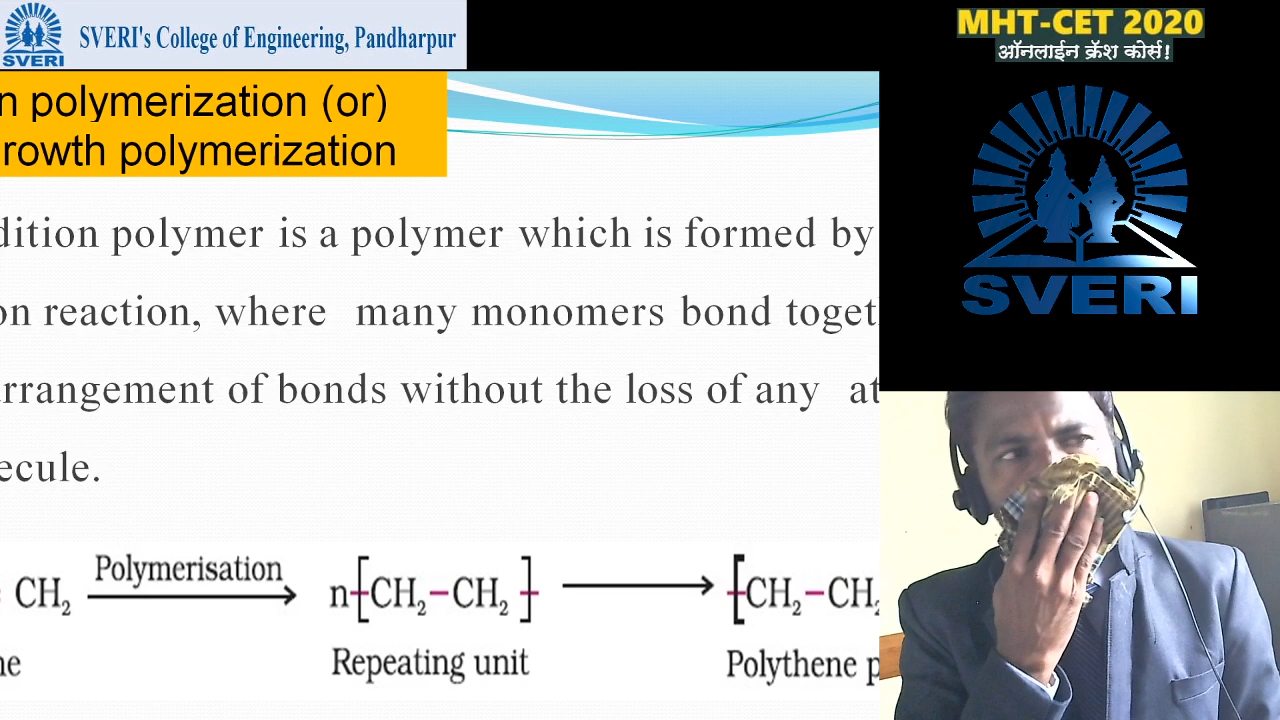 SVERI
SVERI's College of Engineering, Pandharpur
MHT-CET 2020
ऑनलाईन क्रॅश कोर्स!
SVERI
n polymerization (or)
rowth polymerization
dition polymer is a polymer which is formed by
on reaction, where many monomers bond toget
rrangement of bonds without the loss of any at
ecule.
CH₂ Polymerisation n[CH₂–CH₂] [CH₂–CH₂
ne Repeating unit Polythene p